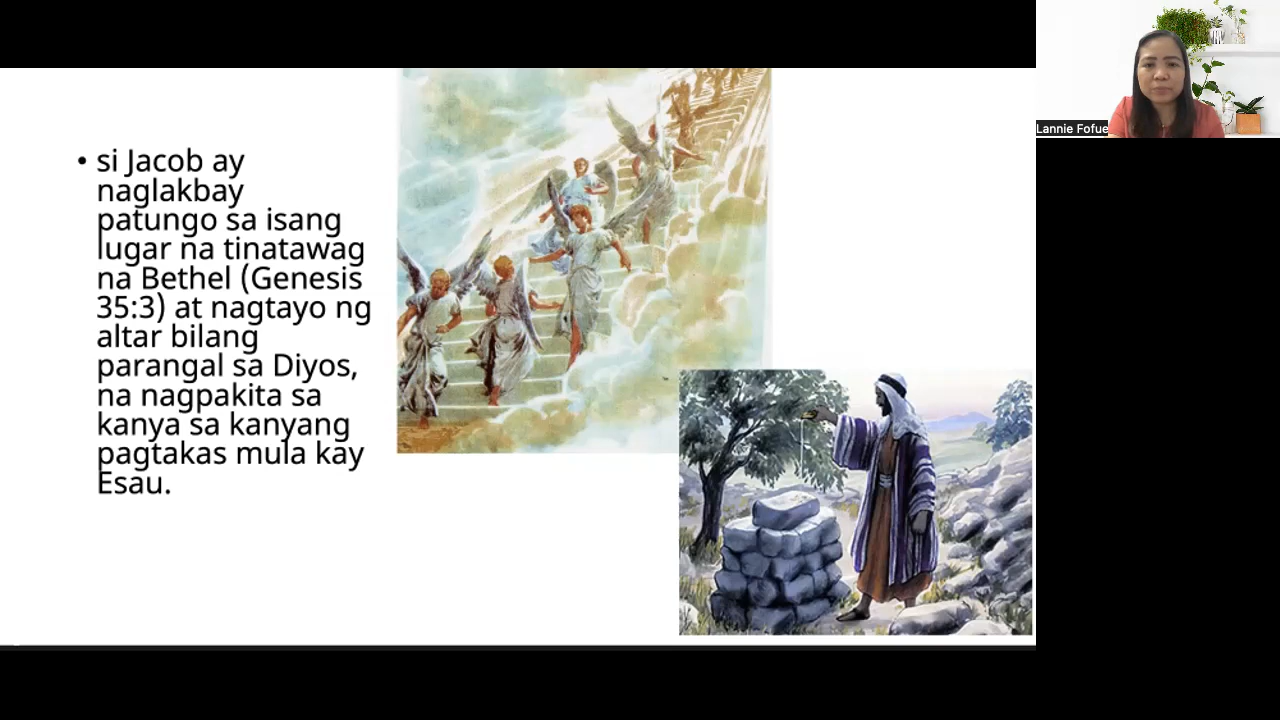 • si Jacob ay
naglakbay
patungo sa isang
lugar na tinatawag
na Bethel (Genesis
35:3) at nagtayo ng
altar bilang
parangal sa Diyos,
na nagpakita sa
kanya sa kanyang
pagtakas mula kay
Esau.
Lannie Fofue